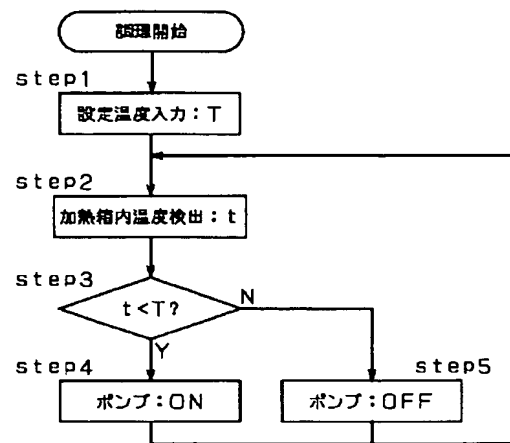 調理開始
step1
設定温度入力：T
step2
加熱箱内温度検出：t
step3
t<T?
N
Y
step4
step5
ポンプ：ON
ポンプ：OFF